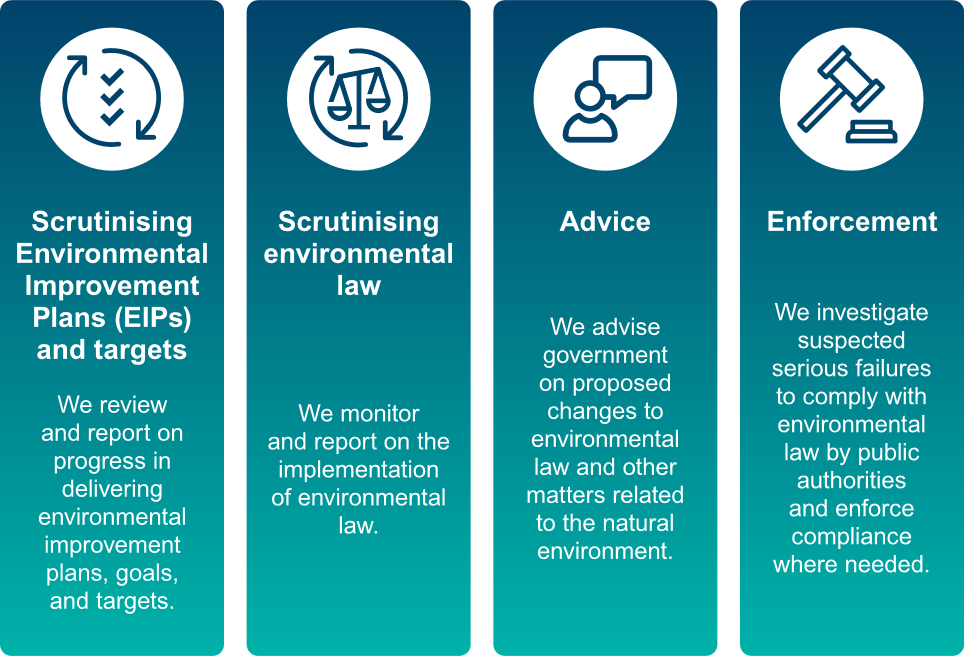 Scrutinising
Environmental
Improvement
Plans (EIPs)
and targets
We review
and report on
progress in
delivering
environmental
improvement
plans, goals,
and targets.
Scrutinising
environmental
law
We monitor
and report on the
implementation
of environmental
law.
Advice
We advise
government
on proposed
changes to
environmental
law and other
matters related
to the natural
environment.
Enforcement
We investigate
suspected
serious failures
to comply with
environmental
law by public
authorities
and enforce
compliance
where needed.